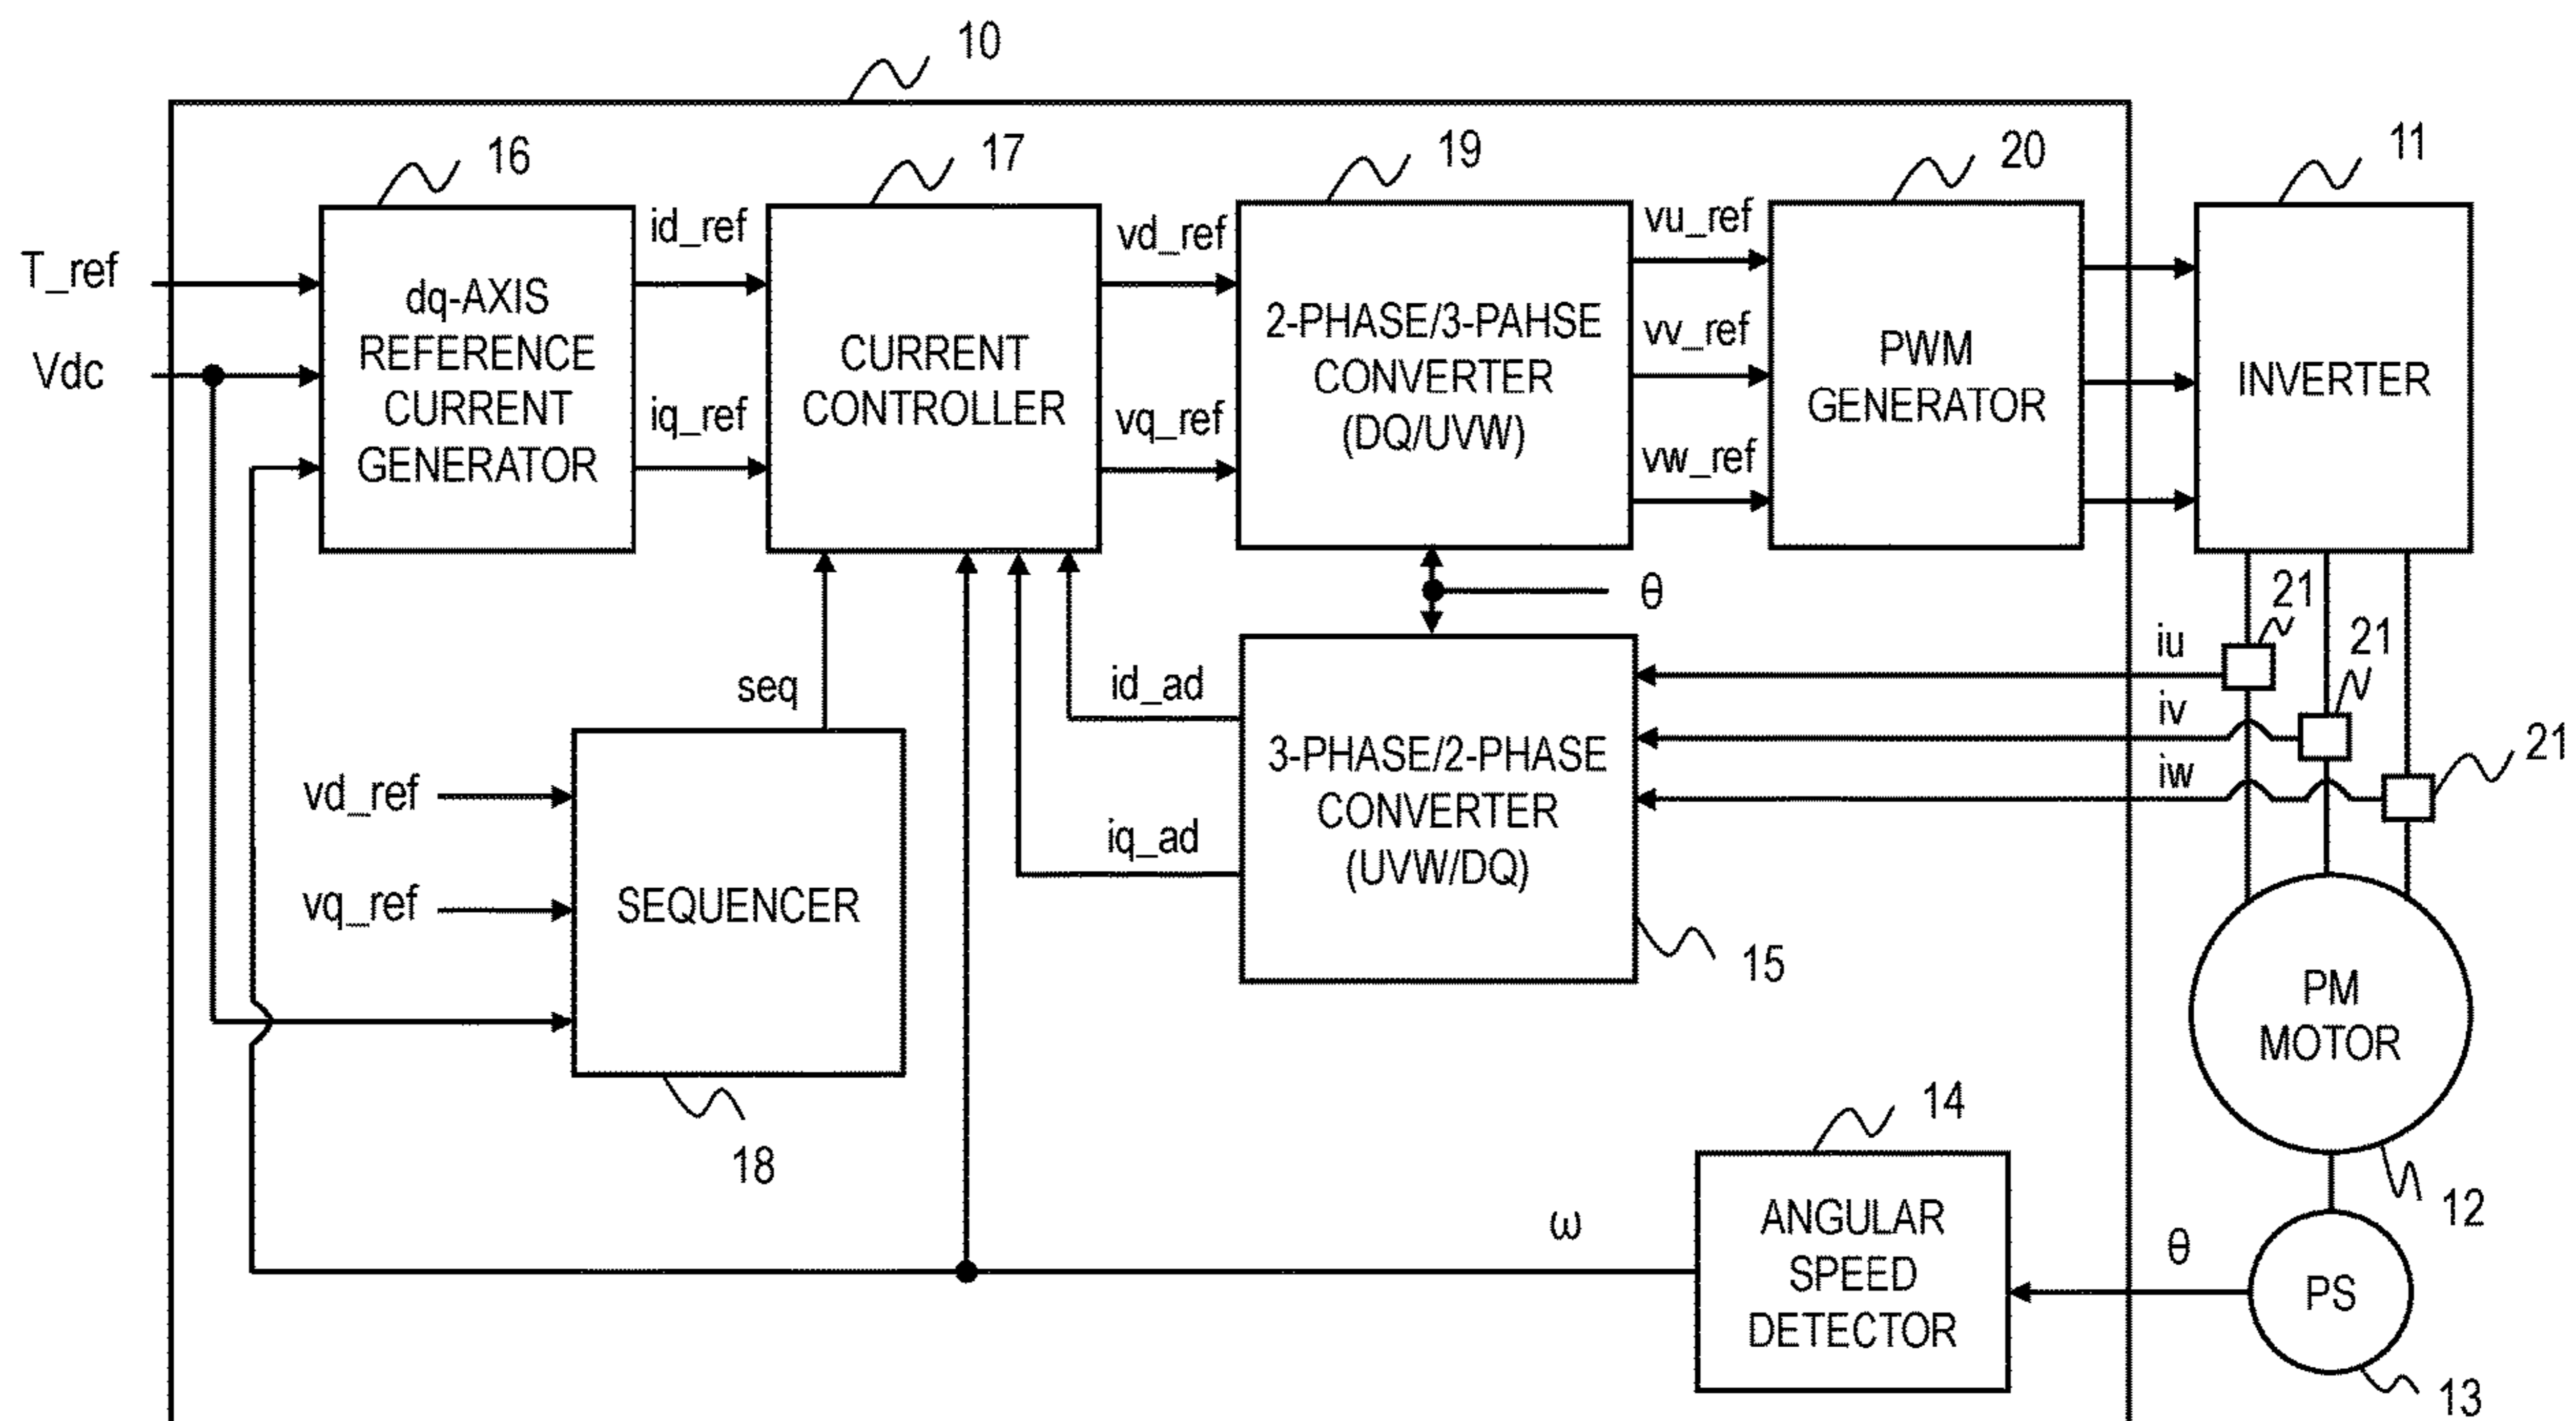 10
16
17
19
20
11
T_ref
Vdc
dq-AXIS
REFERENCE
CURRENT
GENERATOR
id_ref
iq_ref
CURRENT
CONTROLLER
vd_ref
vq_ref
2-PHASE/3-PAHSE
CONVERTER
(DQ/UVW)
vu_ref
vv_ref
vw_ref
PWM
GENERATOR
INVERTER
θ
21
21
21
iu
iv
iw
seq
id_ad
iq_ad
3-PHASE/2-PHASE
CONVERTER
(UVW/DQ)
15
vd_ref
vq_ref
SEQUENCER
18
PM
MOTOR
12
14
ANGULAR
SPEED
DETECTOR
ω
θ
PS
13